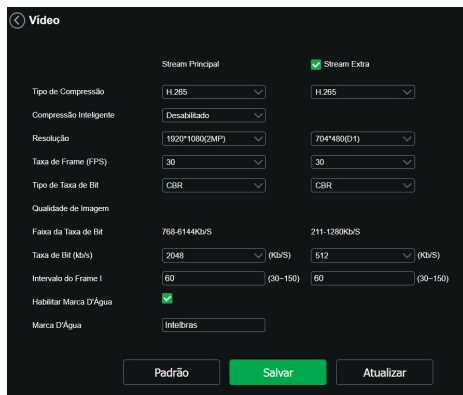 Vídeo
Stream Principal Stream Extra
Tipo de Compressão H.265 H.265
Compressão Inteligente Desabilitado
Resolução 1920*1080(2MP) 704*480(D1)
Taxa de Frame (FPS) 30 30
Tipo de Taxa de Bit CBR CBR
Qualidade de Imagem
Faixa da Taxa de Bit 768-6144Kb/S 211-1280Kb/S
Taxa de Bit (kb/s) 2048 (Kb/S) 512 (Kb/S)
Intervalo do Frame I 60 (30~150) 60 (30~150)
Habilitar Marca D'Água
Marca D'Água Intelbras
Padrão Salvar Atualizar